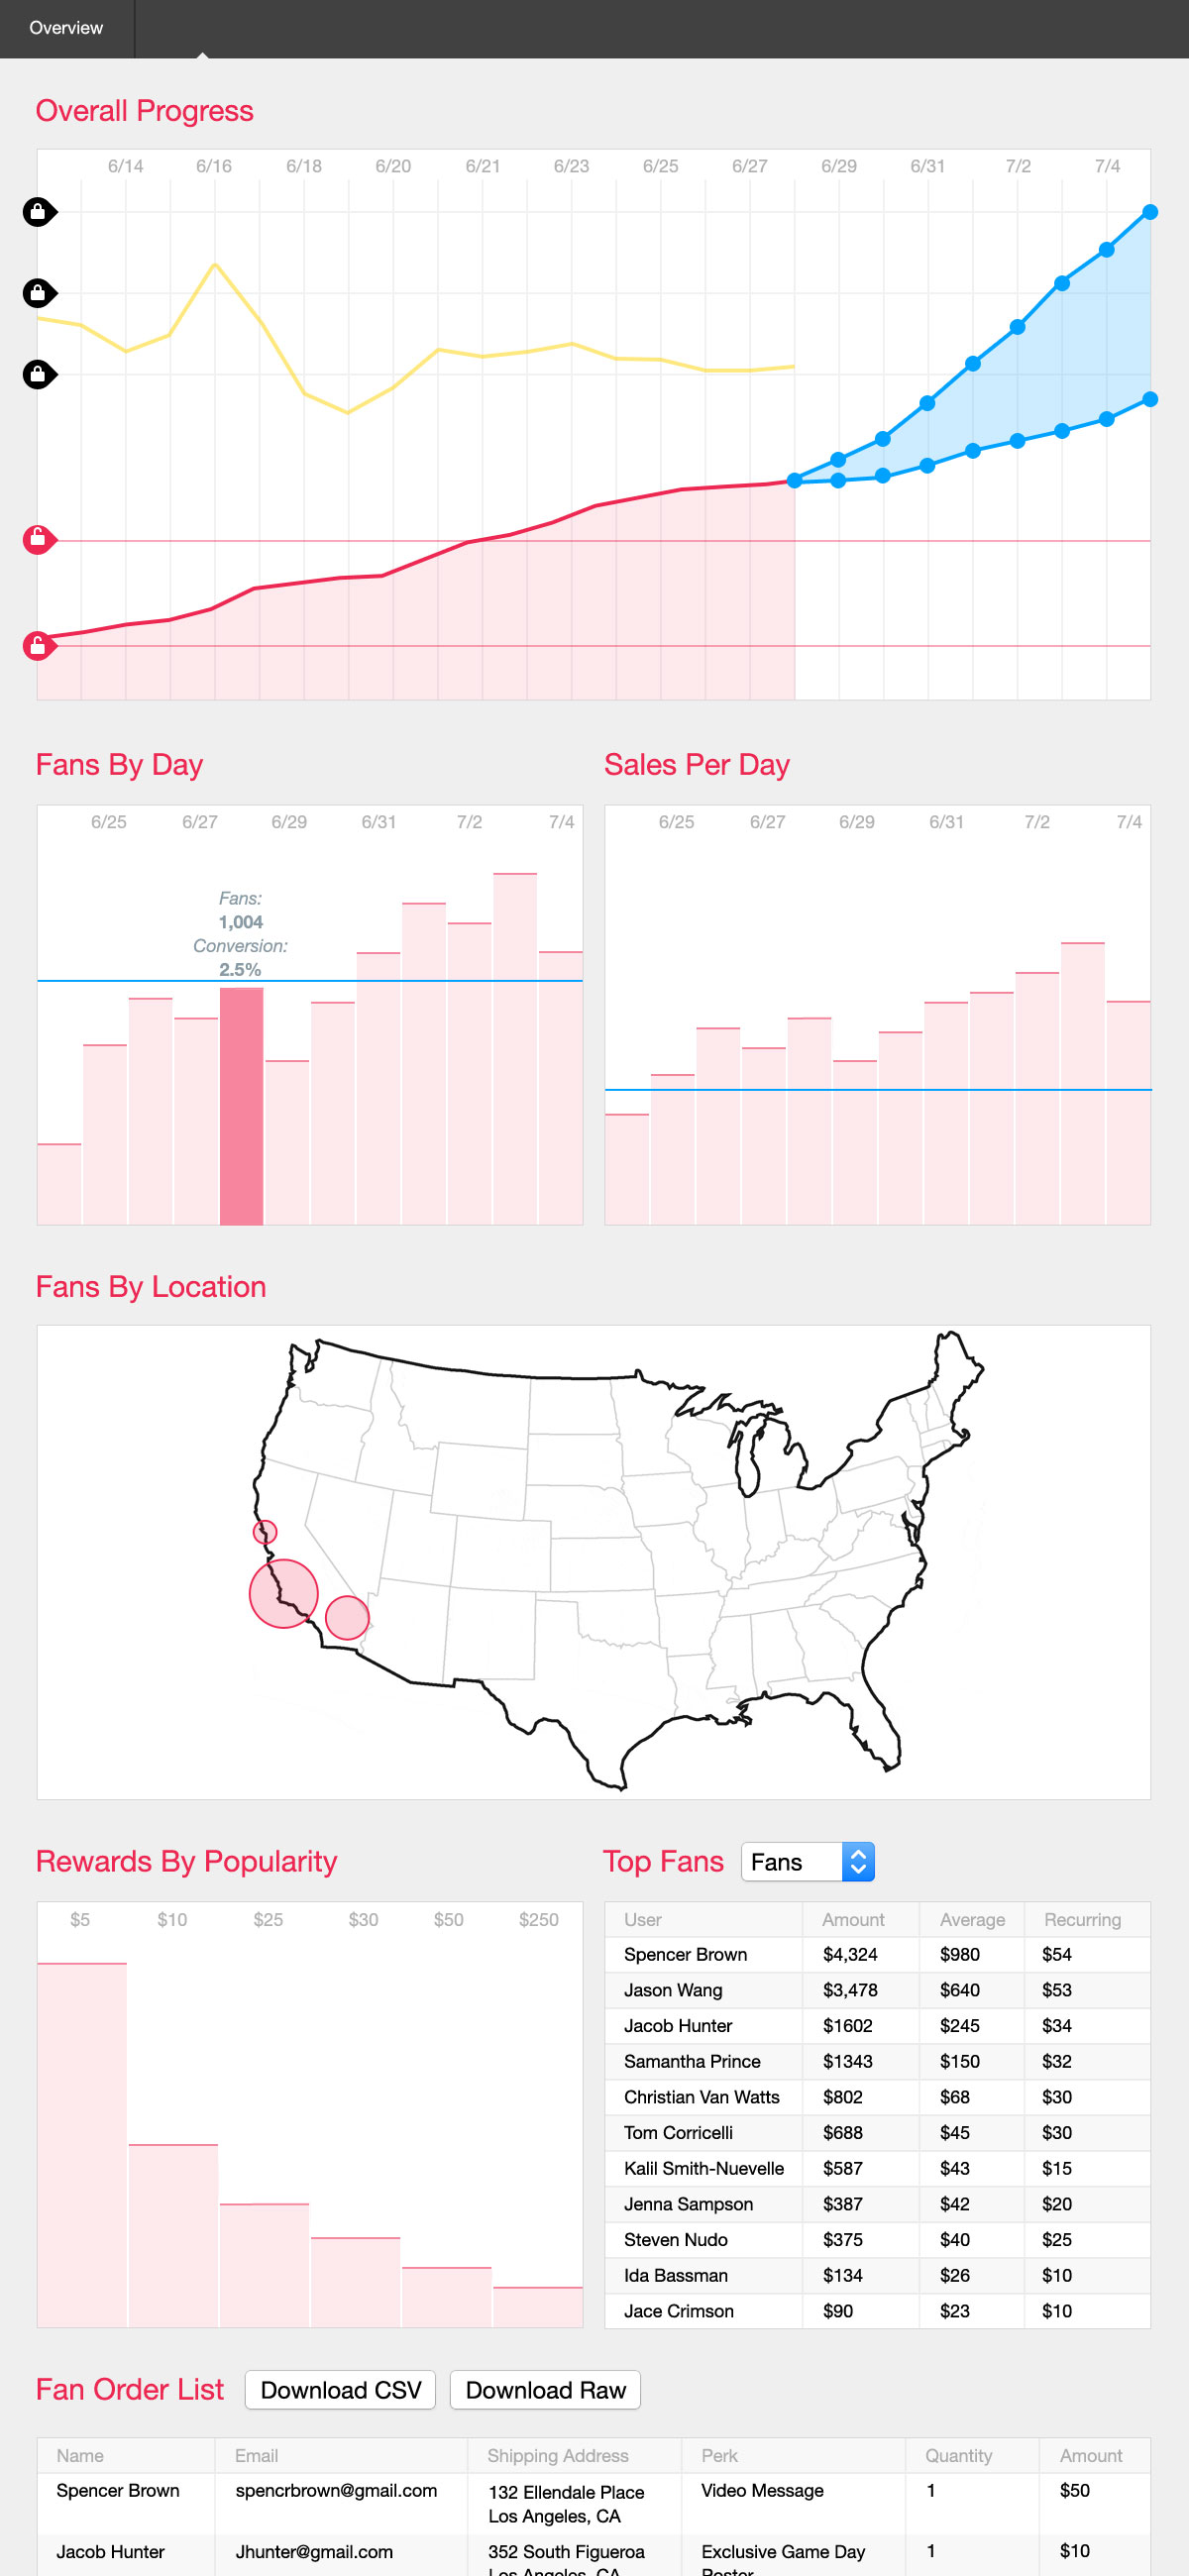 Overview
Overall Progress
6/14 6/16 6/18 6/20 6/21 6/23 6/25 6/27 6/29 6/31 7/2 7/4
Fans By Day
6/25 6/27 6/29 6/31 7/2 7/4
Fans:
1,004
Conversion:
2.5%
Sales Per Day
6/25 6/27 6/29 6/31 7/2 7/4
Fans By Location
Rewards By Popularity
$5 $10 $25 $30 $50 $250
Top Fans Fans
User Amount Average Recurring
Spencer Brown $4,324 $980 $54
Jason Wang $3,478 $640 $53
Jacob Hunter $1602 $245 $34
Samantha Prince $1343 $150 $32
Christian Van Watts $802 $68 $30
Tom Corricelli $688 $45 $30
Kalil Smith-Nuevelle $587 $43 $15
Jenna Sampson $387 $42 $20
Steven Nudo $375 $40 $25
Ida Bassman $134 $26 $10
Jace Crimson $90 $23 $10
Fan Order List Download CSV Download Raw
Name Email Shipping Address Perk Quantity Amount
Spencer Brown spencrbrown@gmail.com 132 Ellendale Place Video Message 1 $50
Los Angeles, CA
Jacob Hunter Jhunter@gmail.com 352 South Figueroa Exclusive Game Day 1 $10
Los Angeles, CA Poster